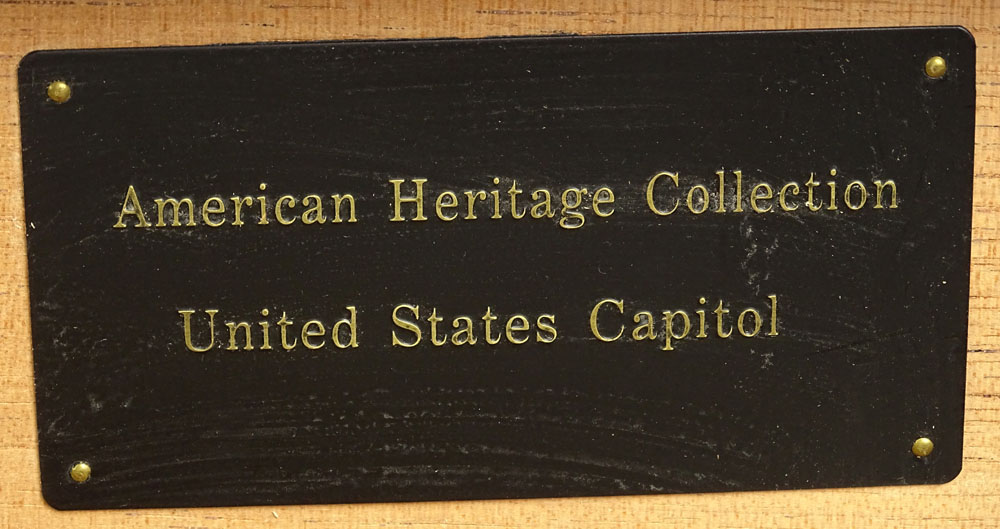 American Heritage Collection
United States Capitol